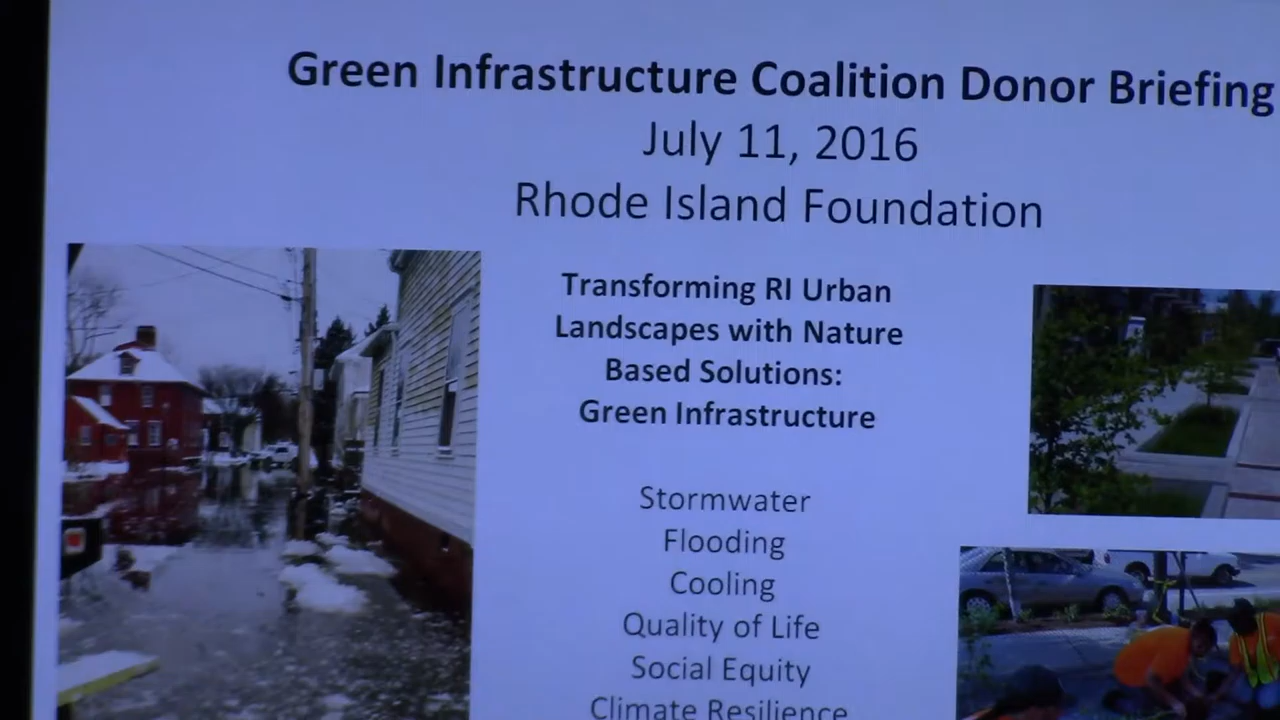 Green Infrastructure Coalition Donor Briefing
July 11, 2016
Rhode Island Foundation
Transforming RI Urban
Landscapes with Nature
Based Solutions:
Green Infrastructure
Stormwater
Flooding
Cooling
Quality of Life
Social Equity
Climate Resilience